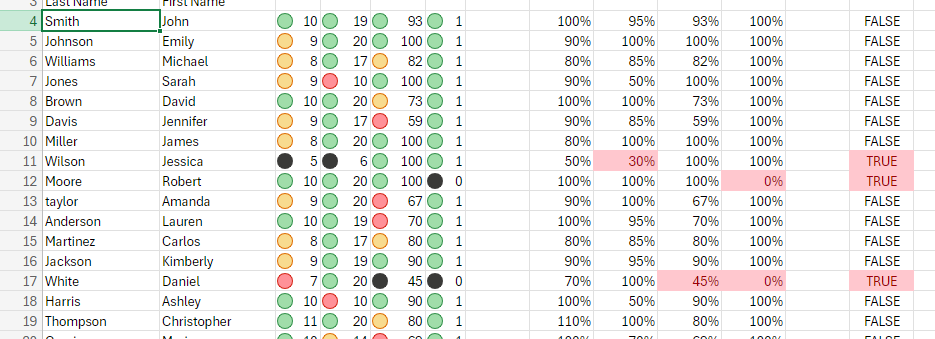 3 Last Name First Name
4 Smith John 10 19 93 1 100% 95% 93% 100% FALSE
5 Johnson Emily 9 20 100 1 90% 100% 100% 100% FALSE
6 Williams Michael 8 17 82 1 80% 85% 82% 100% FALSE
7 Jones Sarah 9 10 100 1 90% 50% 100% 100% FALSE
8 Brown David 10 20 73 1 100% 100% 73% 100% FALSE
9 Davis Jennifer 9 17 59 1 90% 85% 59% 100% FALSE
10 Miller James 8 20 100 1 80% 100% 100% 100% FALSE
11 Wilson Jessica 5 6 100 1 50% 30% 100% 100% TRUE
12 Moore Robert 10 20 100 0 100% 100% 100% 0% TRUE
13 taylor Amanda 9 20 67 1 90% 100% 67% 100% FALSE
14 Anderson Lauren 10 19 70 1 100% 95% 70% 100% FALSE
15 Martinez Carlos 8 17 80 1 80% 85% 80% 100% FALSE
16 Jackson Kimberly 9 19 90 1 90% 95% 90% 100% FALSE
17 White Daniel 7 20 45 0 70% 100% 45% 0% TRUE
18 Harris Ashley 10 10 90 1 100% 50% 90% 100% FALSE
19 Thompson Christopher 11 20 80 1 110% 100% 80% 100% FALSE